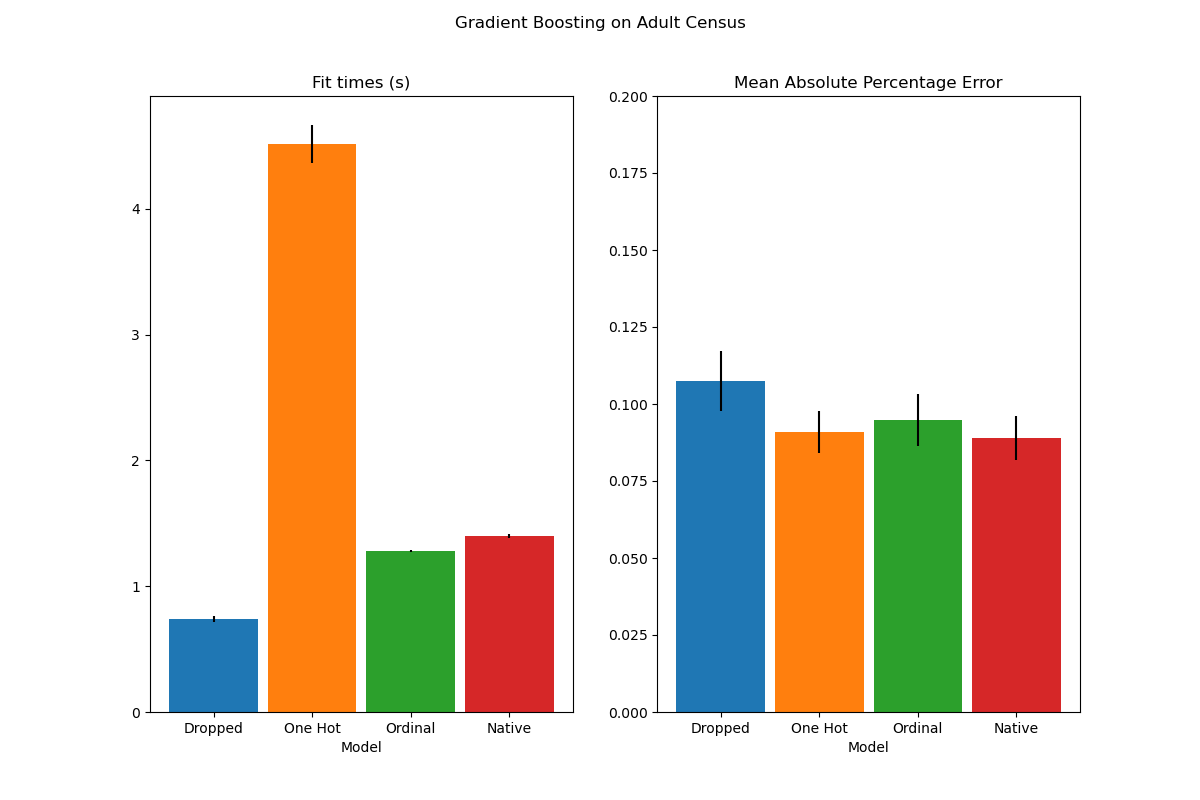 Gradient Boosting on Adult Census
Fit times (s)
4
3
2
1
0
Dropped One Hot Ordinal Native
Model
Mean Absolute Percentage Error
0.200
0.175
0.150
0.125
0.100
0.075
0.050
0.025
0.000
Dropped One Hot Ordinal Native
Model